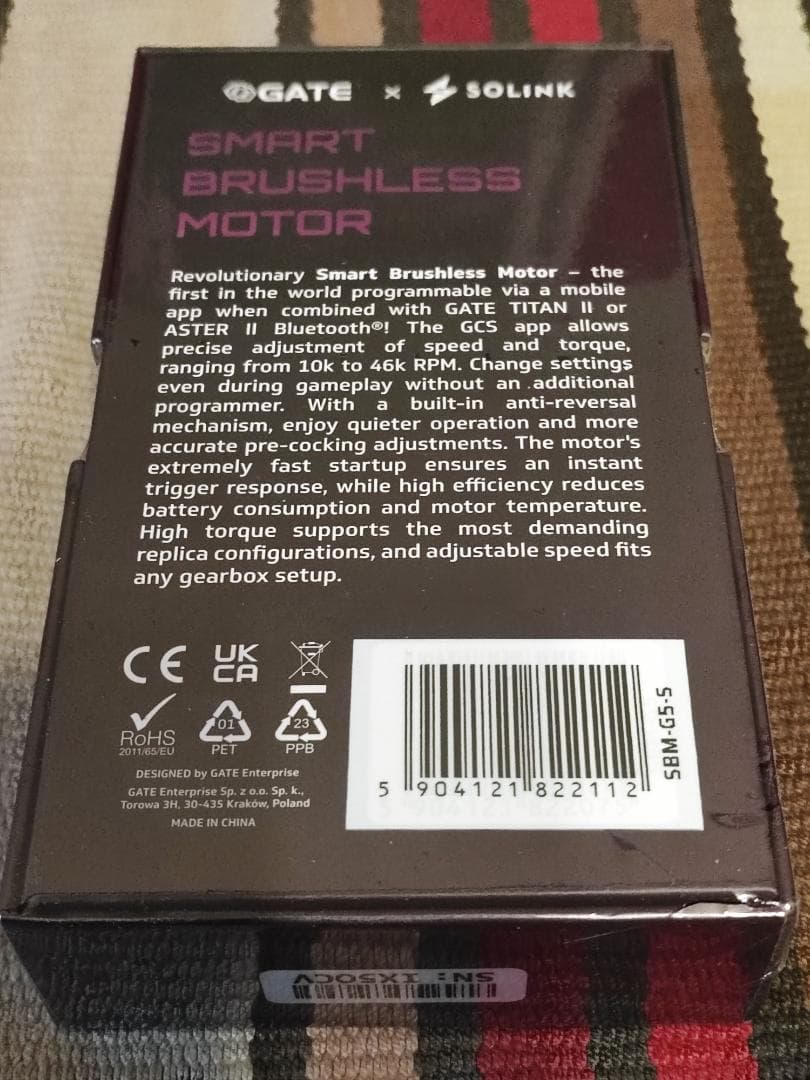 GATE x SOLINK
SMART
BRUSHLESS
MOTOR
Revolutionary Smart Brushless Motor – the
first in the world programmable via a mobile
app when combined with GATE TITAN II or
ASTER II Bluetooth®! The GCS app allows
precise adjustment of speed and torque,
ranging from 10k to 46k RPM. Change settings
even during gameplay without an additional
programmer. With a built-in anti-reversal
mechanism, enjoy quieter operation and more
accurate pre-cocking adjustments. The motor's
extremely fast startup ensures an instant
trigger response, while high efficiency reduces
battery consumption and motor temperature.
High torque supports the most demanding
replica configurations, and adjustable speed fits
any gearbox setup.
CE
UK
CA
RoHS
2011/65/EU
01
PET
23
PPB
DESIGNED by GATE Enterprise
GATE Enterprise Sp. z o.o. Sp. k.,
Torowa 3H, 30-435 Kraków, Poland
MADE IN CHINA
5 904121 822112
SBM-G5-S
SN: IX5OCV